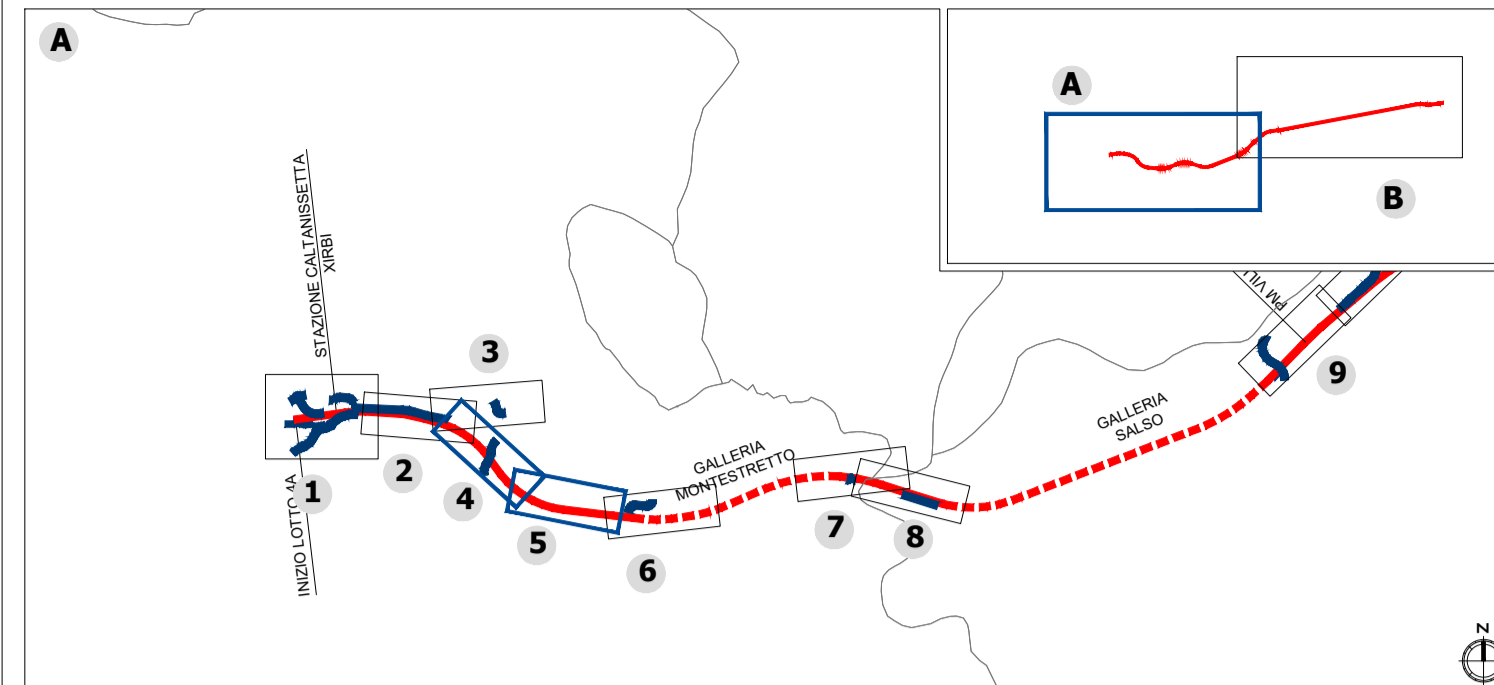 A
A
B
STAZIONE CALTANISSETTA
XIRBI
INIZIO LOTTO 4A
1
2
3
4
5
6
GALLERIA
MONTESTRETTO
7
8
GALLERIA
SALSO
PM
9
N